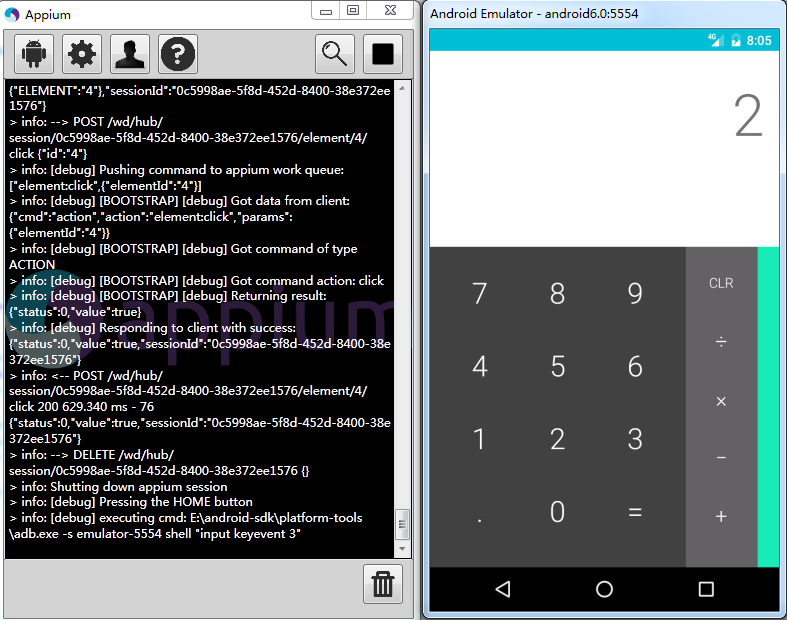 Appium
{"ELEMENT":"4"},"sessionId":"0c5998ae-5f8d-452d-8400-38e372ee
1576"}
> info: --> POST /wd/hub/
session/0c5998ae-5f8d-452d-8400-38e372ee1576/element/4/
click {"id":"4"}
> info: [debug] Pushing command to appium work queue:
["element:click",{"elementId":"4"}]
> info: [debug] [BOOTSTRAP] [debug] Got data from client:
{"cmd":"action","action":"element:click","params":
{"elementId":"4"}}
> info: [debug] [BOOTSTRAP] [debug] Got command of type
ACTION
> info: [debug] [BOOTSTRAP] [debug] Got command action: click
> info: [debug] [BOOTSTRAP] [debug] Returning result:
{"status":0,"value":true}
> info: [debug] Responding to client with success:
{"status":0,"value":true,"sessionId":"0c5998ae-5f8d-452d-8400-38e
372ee1576"}
> info: <-- POST /wd/hub/
session/0c5998ae-5f8d-452d-8400-38e372ee1576/element/4/
click 200 629.340 ms - 76
{"status":0,"value":true,"sessionId":"0c5998ae-5f8d-452d-8400-38e
372ee1576"}
> info: --> DELETE /wd/hub/
session/0c5998ae-5f8d-452d-8400-38e372ee1576 {}
> info: Shutting down appium session
> info: [debug] Pressing the HOME button
> info: [debug] executing cmd: E:\android-sdk\platform-tools
\adb.exe -s emulator-5554 shell "input keyevent 3"
appium
Android Emulator - android6.0:5554
4G 8:05
2
7 8 9 CLR
÷
4 5 6
×
1 2 3
−
. 0 = +